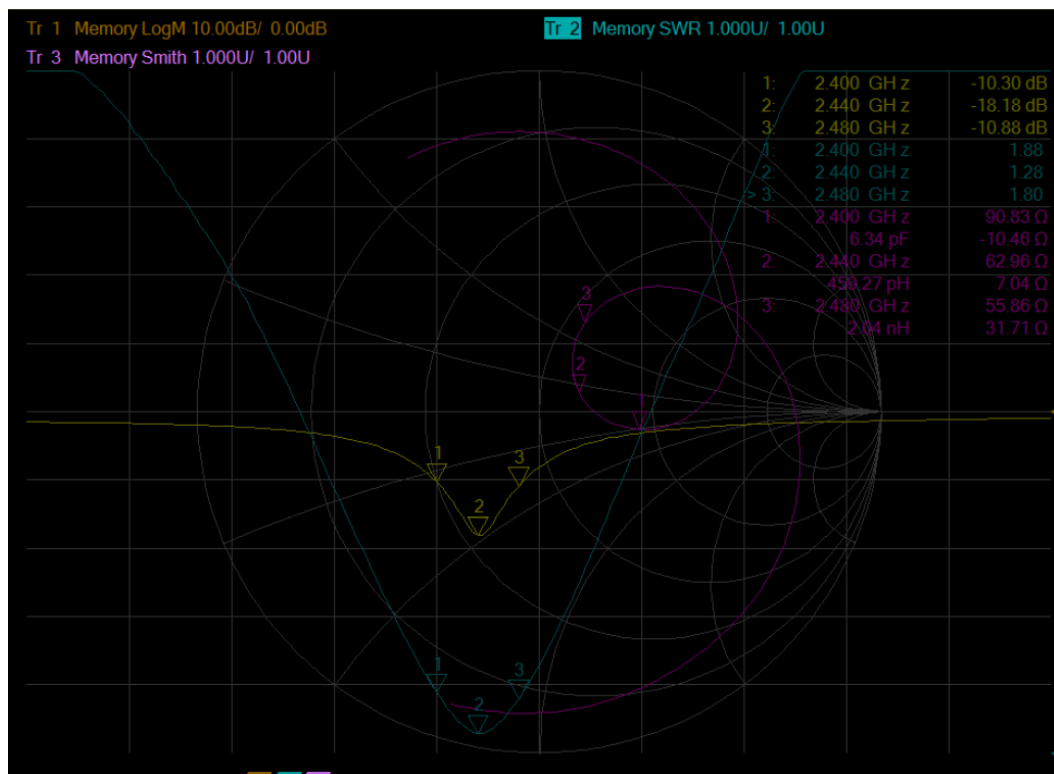 Tr 1 Memory LogM 10.00dB/ 0.00dB
Tr 2 Memory SWR 1.000U/ 1.00U
Tr 3 Memory Smith 1.000U/ 1.00U
1: 2.400 GHz -10.30 dB
2: 2.440 GHz -18.18 dB
3: 2.480 GHz -10.88 dB
1: 2.400 GHz 1.88
2: 2.440 GHz 1.28
> 3: 2.480 GHz 1.80
1: 2.400 GHz 90.83 Ω
6.34 pF -10.46 Ω
2: 2.440 GHz 62.96 Ω
459.27 pH 7.04 Ω
3: 2.480 GHz 55.86 Ω
2.04 nH 31.71 Ω
3
2
1
1
3
2
1
3
2